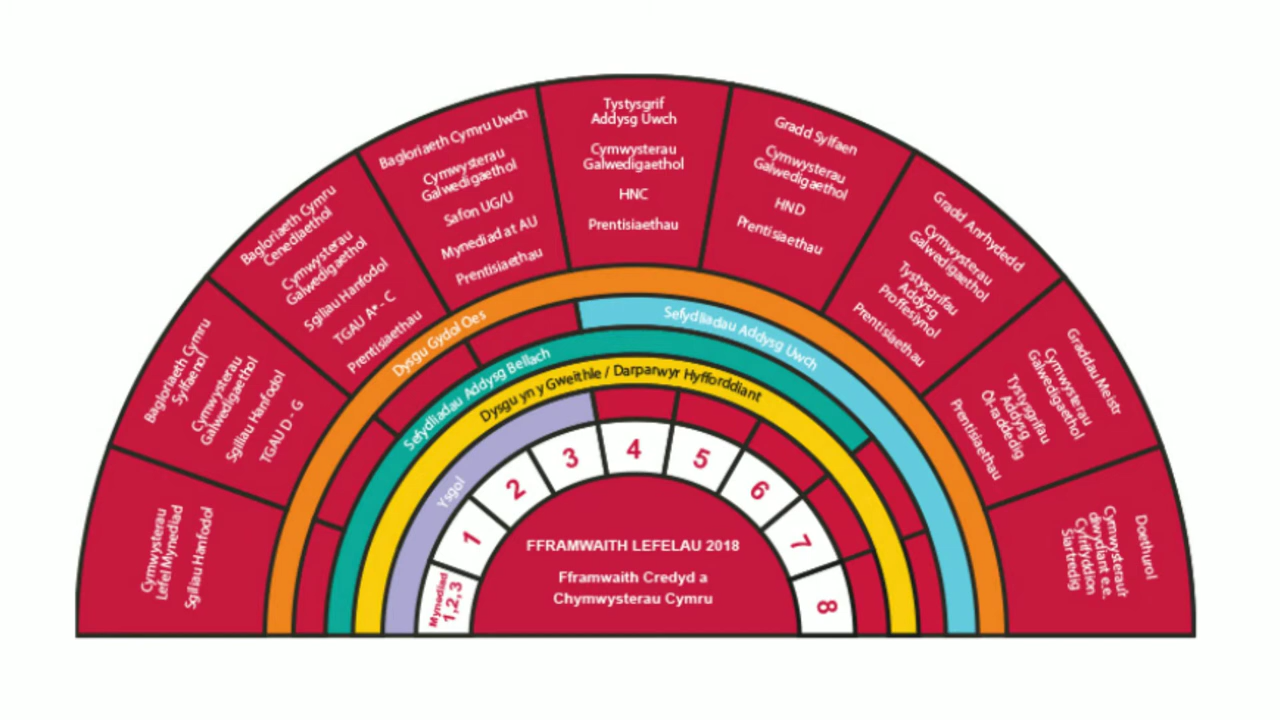 Cymwysterau
Lefel Mynediad
Sgiliau Hanfodol
Bagloriaeth Cymru
Sylfaenol
Cymwysterau
Galwedigaethol
Sgiliau Hanfodol
TGAU D - G
Bagloriaeth Cymru
Cenediaethol
Cymwysterau
Galwedigaethol
Sgiliau Hanfodol
TGAU A* - C
Prentisiaethau
Bagloriaeth Cymru Uwch
Cymwysterau
Galwedigaethol
Safon UG/U
Mynediad at AU
Prentisiaethau
Tystysgrif
Addysg Uwch
Cymwysterau
Galwedigaethol
HNC
Prentisiaethau
Gradd Sylfaen
Cymwysterau
Galwedigaethol
HND
Prentisiaethau
Gradd Anrhydedd
Cymwysterau
Galwedigaethol
Tystysgrifau
Addysg
Proffesiynol
Prentisiaethau
Graddau Meistr
Cymwysterau
Galwedigaethol
Tystysgrifau
Addysg
Ôl-raddedig
Prentisiaethau
Doethurol
Cymwysterau'r
diwydiant e.e.
Cyfrifyddion
Siartredig
Dysgu Gydol Oes
Sefydliadau Addysg Uwch
Sefydliadau Addysg Bellach
Dysgu yn y Gweithle / Darparwyr Hyfforddiant
Ysgol
Mynediad
1,2,3
1
2
3
4
5
6
7
8
FFRAMWAITH LEFELAU 2018
Fframwaith Credyd a
Chymwysterau Cymru